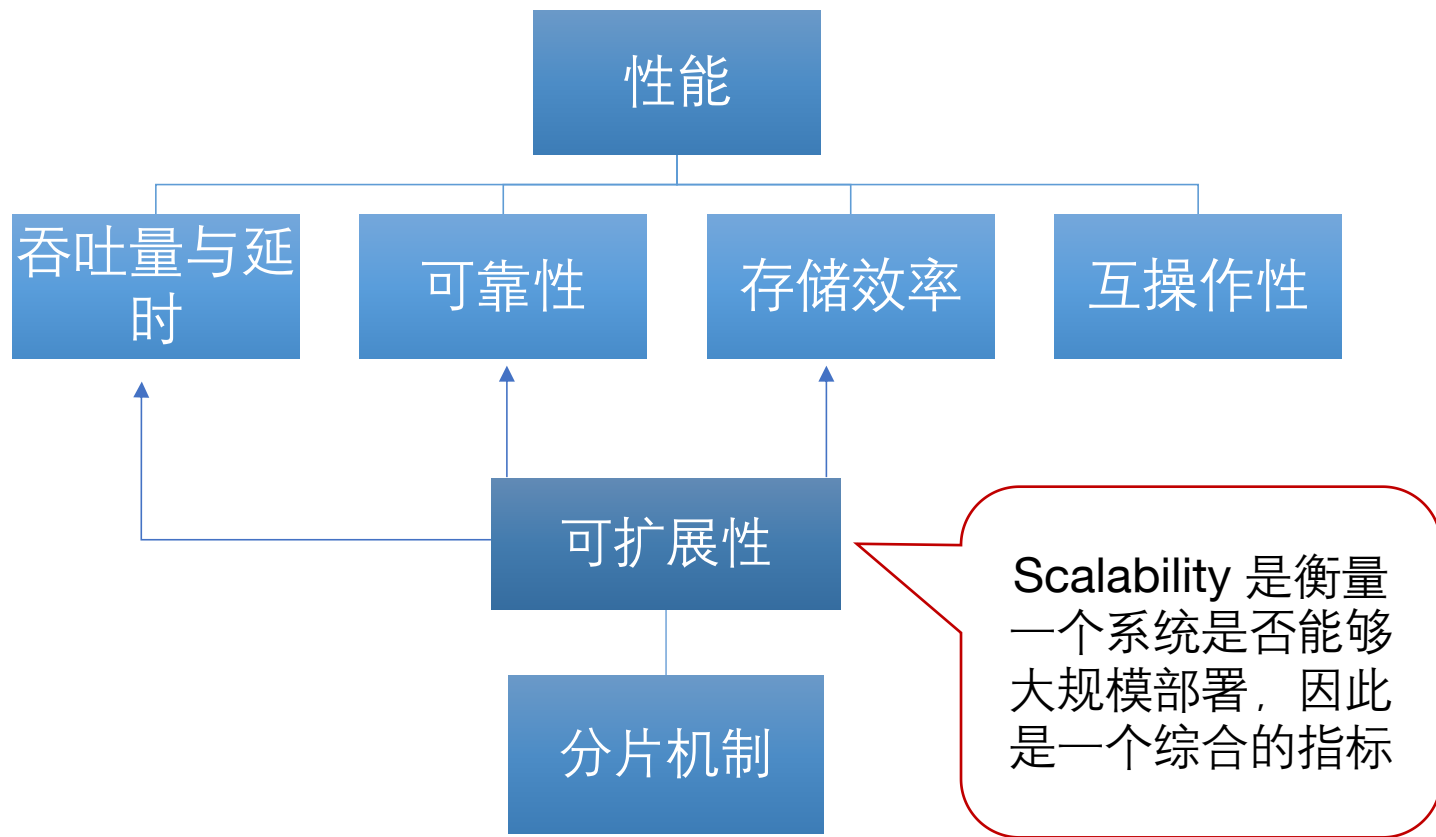 性能
吞吐量与延
时
可靠性
存储效率
互操作性
可扩展性
Scalability 是衡量
一个系统是否能够
大规模部署，因此
是一个综合的指标
分片机制